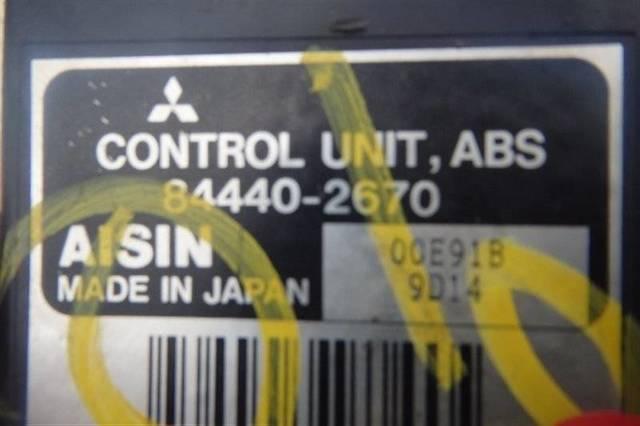 CONTROL UNIT, ABS
84440-2670
AISIN
00E91B
MADE IN JAPAN
9D14